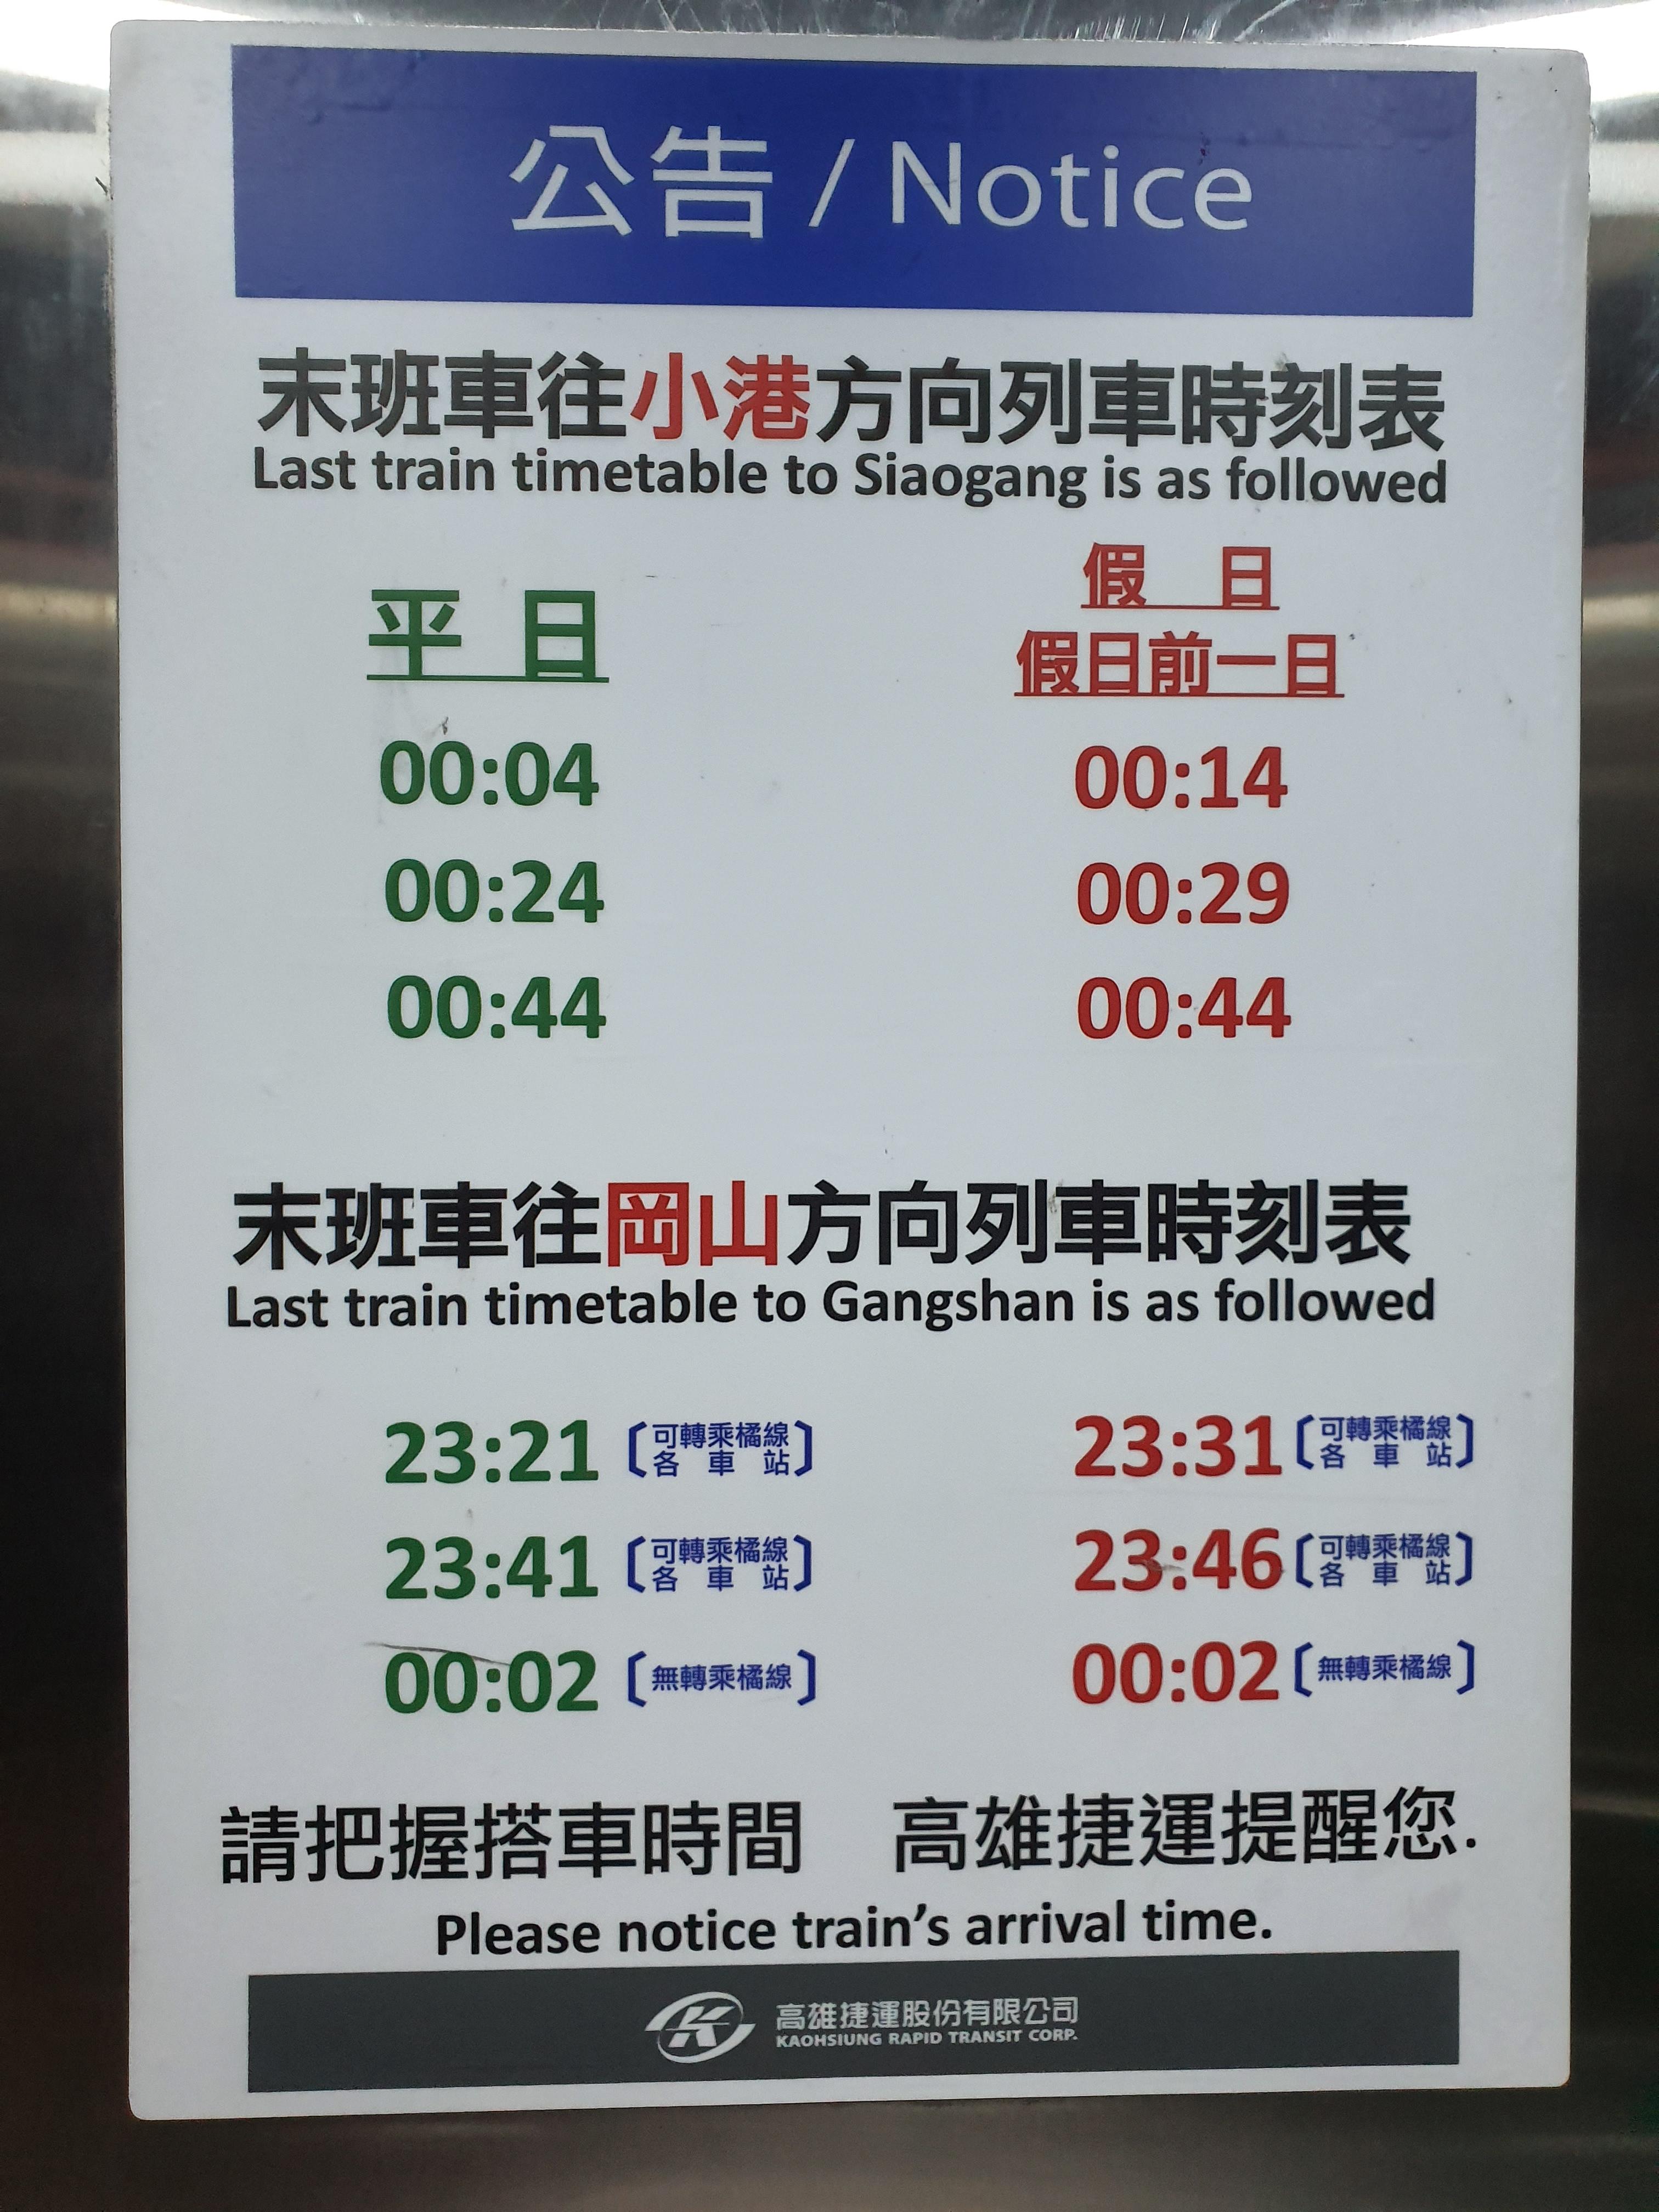 公告 / Notice
末班車往小港方向列車時刻表
Last train timetable to Siaogang is as followed
平 日
假 日
假日前一日
00:04 00:14
00:24 00:29
00:44 00:44
末班車往岡山方向列車時刻表
Last train timetable to Gangshan is as followed
23:21 〔可轉乘橘線各車站〕 23:31 〔可轉乘橘線各車站〕
23:41 〔可轉乘橘線各車站〕 23:46 〔可轉乘橘線各車站〕
00:02 〔無轉乘橘線〕 00:02 〔無轉乘橘線〕
請把握搭車時間 高雄捷運提醒您.
Please notice train's arrival time.
高雄捷運股份有限公司
KAOHSIUNG RAPID TRANSIT CORP.